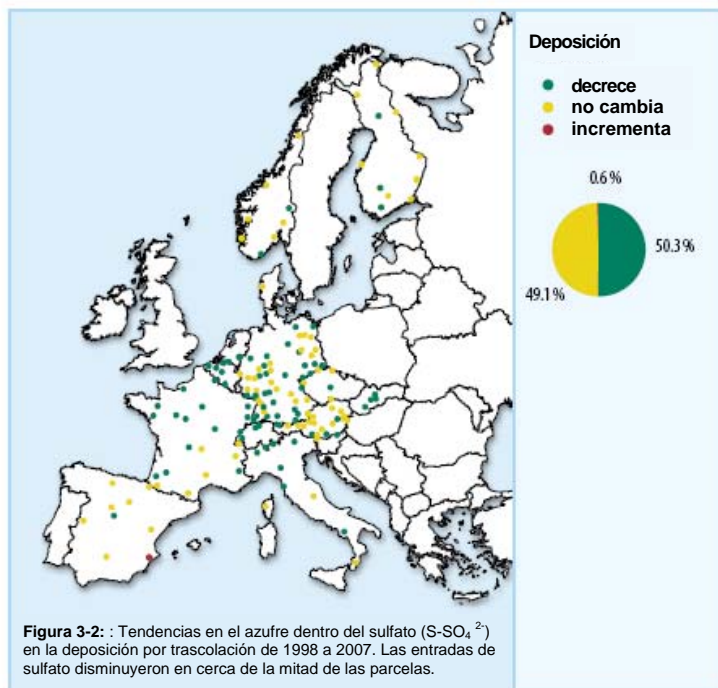 Deposición
decrece
no cambia
incrementa
0.6 %
50.3 %
49.1 %
Figura 3-2: : Tendencias en el azufre dentro del sulfato (S-SO₄ ²⁻)
en la deposición por trascolación de 1998 a 2007. Las entradas de
sulfato disminuyeron en cerca de la mitad de las parcelas.